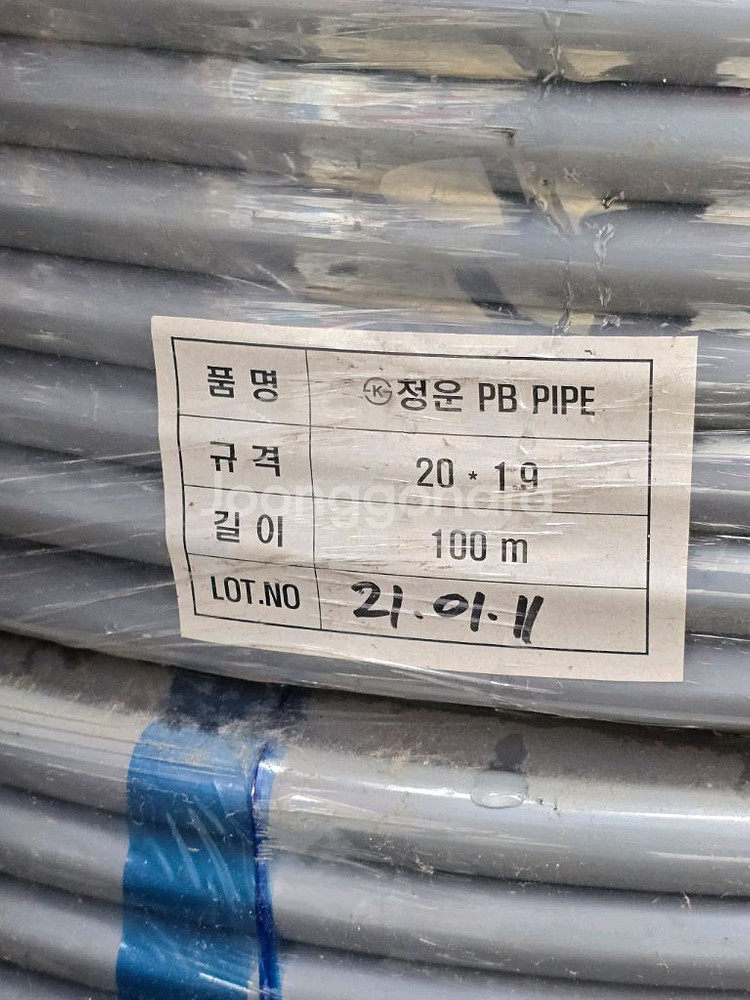 품명 Ⓚ정운 PB PIPE
규격 20 * 1.9
길이 100 m
LOT.NO 21.01.11
Joonggonara